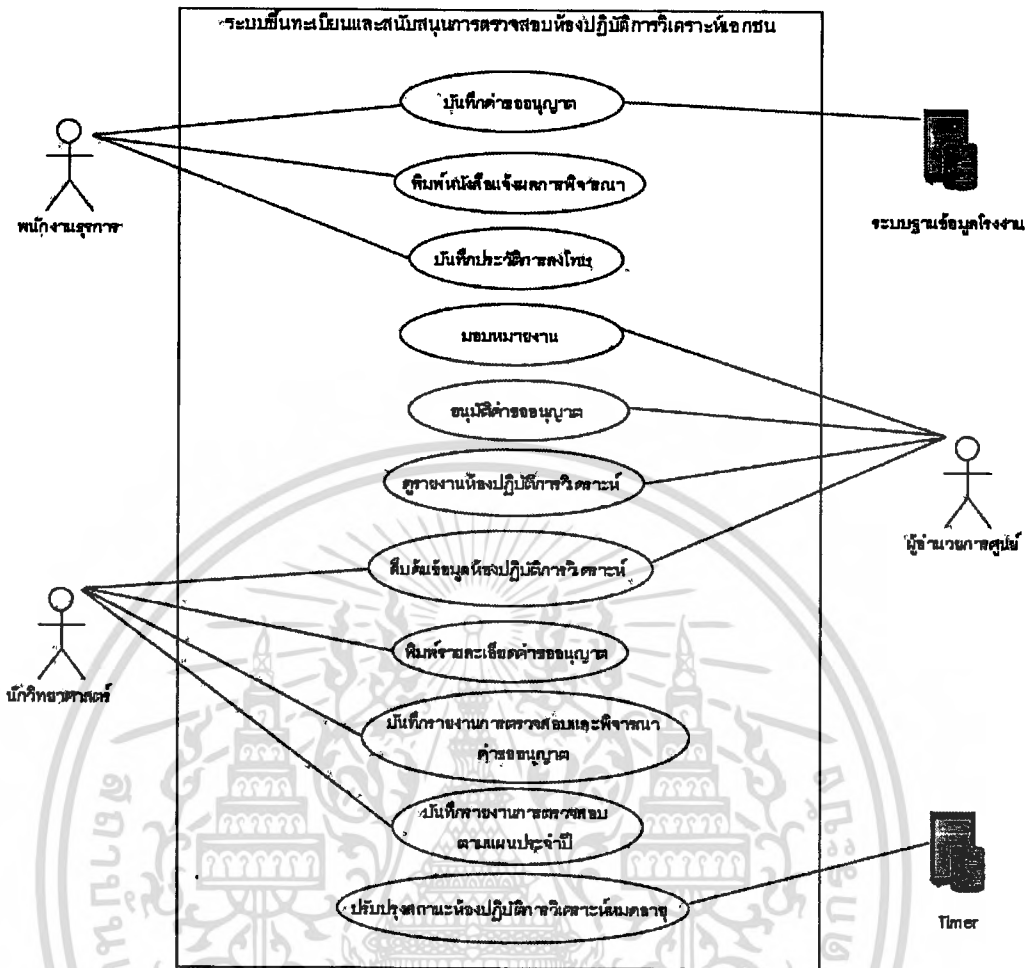 ระบบขึ้นทะเบียนและสนับสนุนการตรวจสอบห้องปฏิบัติการวิเคราะห์เอกชน
บันทึกคำขออนุญาต
พิมพ์หนังสือแจ้งผลการพิจารณา
พนักงานธุรการ
ระบบฐานข้อมูลโรงงาน
บันทึกประวัติการลงโทษ
มอบหมายงาน
อนุมัติคำขออนุญาต
ดูรายงานห้องปฏิบัติการวิเคราะห์
ผู้อำนวยการศูนย์
สืบค้นข้อมูลห้องปฏิบัติการวิเคราะห์
พิมพ์รายละเอียดคำขออนุญาต
นักวิทยาศาสตร์
บันทึกรายงานการตรวจสอบและพิจารณา
คำขออนุญาต
บันทึกรายงานการตรวจสอบ
ตามแผนประจำปี
ปรับปรุงสถานะห้องปฏิบัติการวิเคราะห์หมดอายุ
Timer